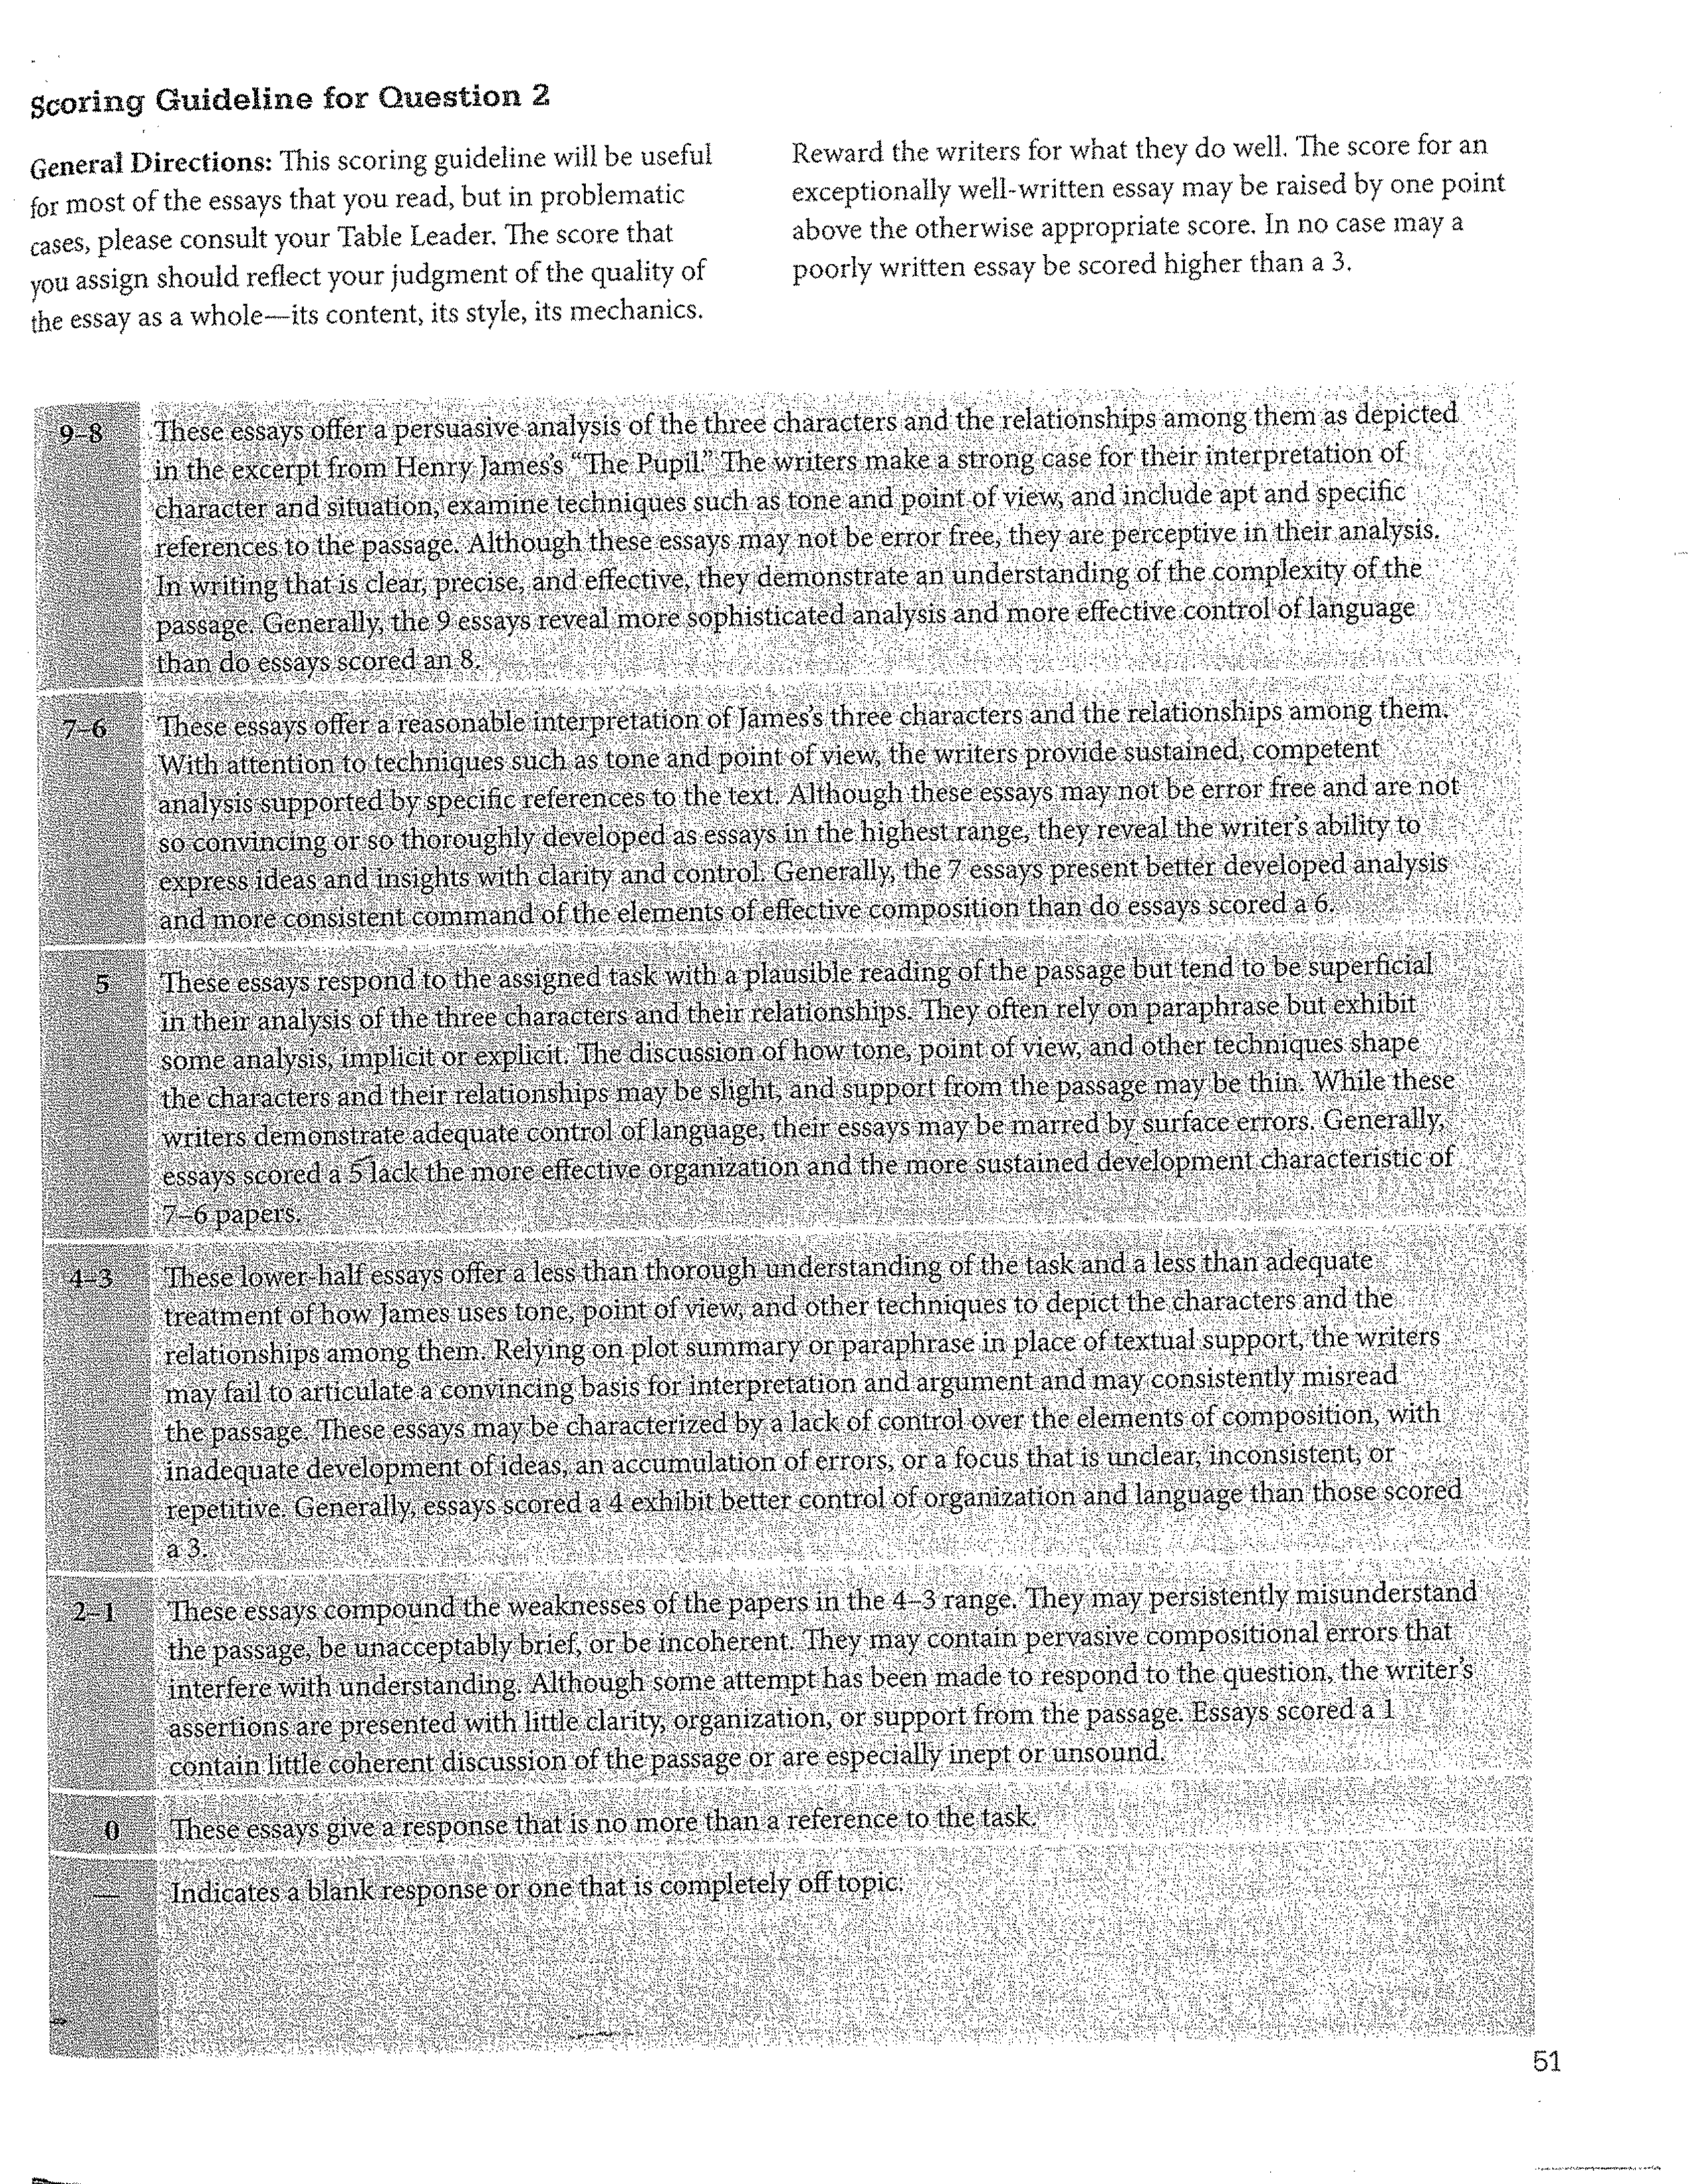 Scoring Guideline for Question 2
General Directions: This scoring guideline will be useful
for most of the essays that you read, but in problematic
cases, please consult your Table Leader. The score that
you assign should reflect your judgment of the quality of
the essay as a whole—its content, its style, its mechanics.
Reward the writers for what they do well. The score for an
exceptionally well-written essay may be raised by one point
above the otherwise appropriate score. In no case may a
poorly written essay be scored higher than a 3.
9–8 These essays offer a persuasive analysis of the three characters and the relationships among them as depicted
in the excerpt from Henry James's “The Pupil.” The writers make a strong case for their interpretation of
character and situation, examine techniques such as tone and point of view, and include apt and specific
references to the passage. Although these essays may not be error free, they are perceptive in their analysis.
In writing that is clear, precise, and effective, they demonstrate an understanding of the complexity of the
passage. Generally, the 9 essays reveal more sophisticated analysis and more effective control of language
than do essays scored an 8.
7–6 These essays offer a reasonable interpretation of James's three characters and the relationships among them.
With attention to techniques such as tone and point of view, the writers provide sustained, competent
analysis supported by specific references to the text. Although these essays may not be error free and are not
so convincing or so thoroughly developed as essays in the highest range, they reveal the writer's ability to
express ideas and insights with clarity and control. Generally, the 7 essays present better developed analysis
and more consistent command of the elements of effective composition than do essays scored a 6.
5 These essays respond to the assigned task with a plausible reading of the passage but tend to be superficial
in their analysis of the three characters and their relationships. They often rely on paraphrase but exhibit
some analysis, implicit or explicit. The discussion of how tone, point of view, and other techniques shape
the characters and their relationships may be slight, and support from the passage may be thin. While these
writers demonstrate adequate control of language, their essays may be marred by surface errors. Generally,
essays scored a 5 lack the more effective organization and the more sustained development characteristic of
7–6 papers.
4–3 These lower-half essays offer a less than thorough understanding of the task and a less than adequate
treatment of how James uses tone, point of view, and other techniques to depict the characters and the
relationships among them. Relying on plot summary or paraphrase in place of textual support, the writers
may fail to articulate a convincing basis for interpretation and argument and may consistently misread
the passage. These essays may be characterized by a lack of control over the elements of composition, with
inadequate development of ideas, an accumulation of errors, or a focus that is unclear, inconsistent, or
repetitive. Generally, essays scored a 4 exhibit better control of organization and language than those scored
a 3.
2–1 These essays compound the weaknesses of the papers in the 4–3 range. They may persistently misunderstand
the passage, be unacceptably brief, or be incoherent. They may contain pervasive compositional errors that
interfere with understanding. Although some attempt has been made to respond to the question, the writer's
assertions are presented with little clarity, organization, or support from the passage. Essays scored a 1
contain little coherent discussion of the passage or are especially inept or unsound.
0 These essays give a response that is no more than a reference to the task.
— Indicates a blank response or one that is completely off topic.
51